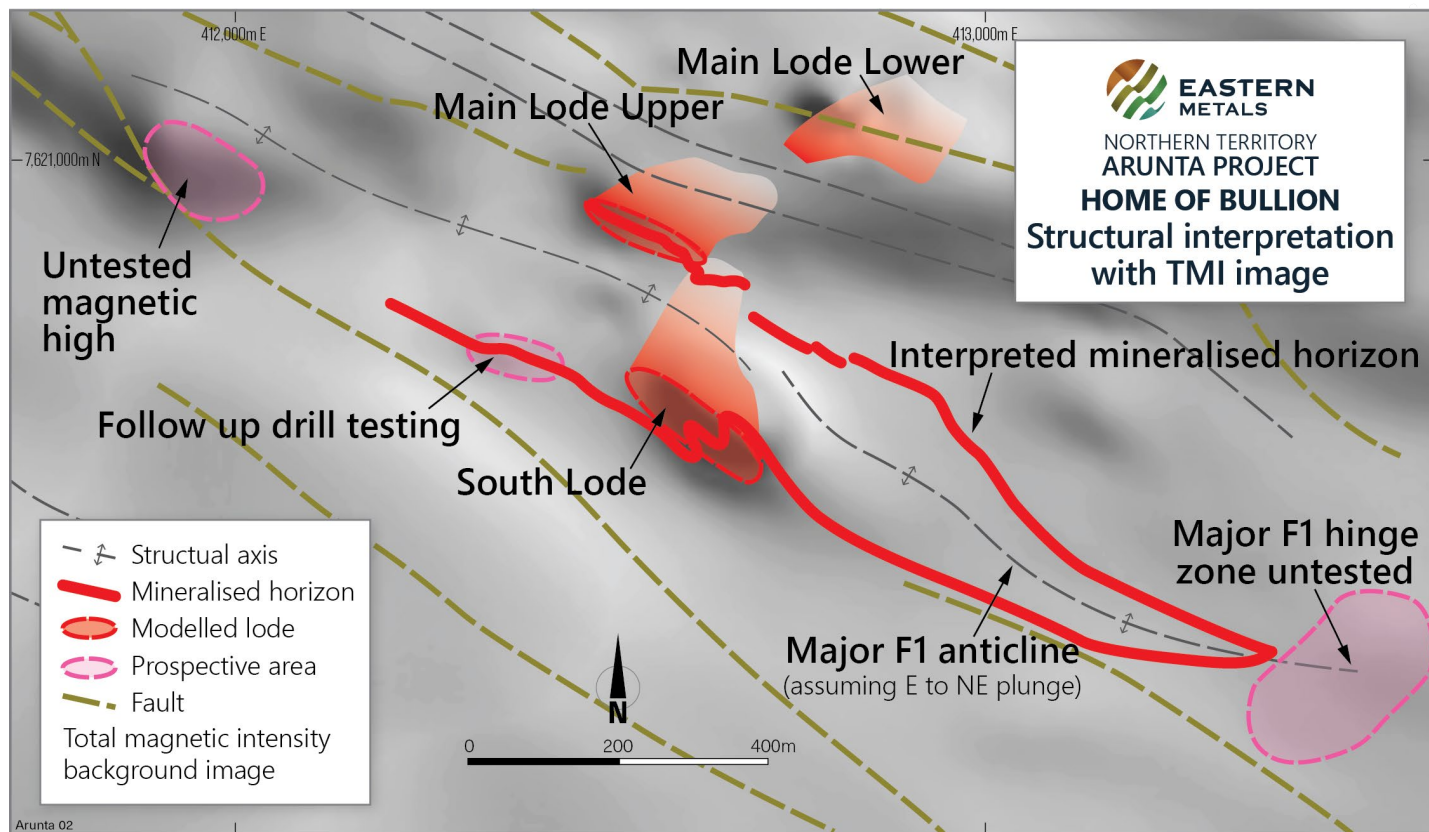 412,000m E
413,000m E
7,621,000m N
Main Lode Lower
Main Lode Upper
EASTERN
METALS
NORTHERN TERRITORY
ARUNTA PROJECT
HOME OF BULLION
Structural interpretation
with TMI image
Untested
magnetic
high
Follow up drill testing
South Lode
Interpreted mineralised horizon
Major F1 hinge
zone untested
Major F1 anticline
(assuming E to NE plunge)
Structual axis
Mineralised horizon
Modelled lode
Prospective area
Fault
Total magnetic intensity
background image
N
0 200 400m
Arunta 02